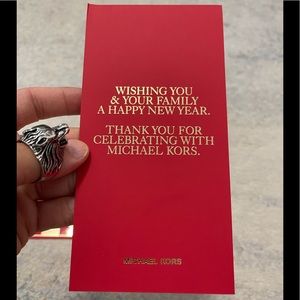 WISHING YOU
& YOUR FAMILY
A HAPPY NEW YEAR.
THANK YOU FOR
CELEBRATING WITH
MICHAEL KORS.
MICHAEL KORS